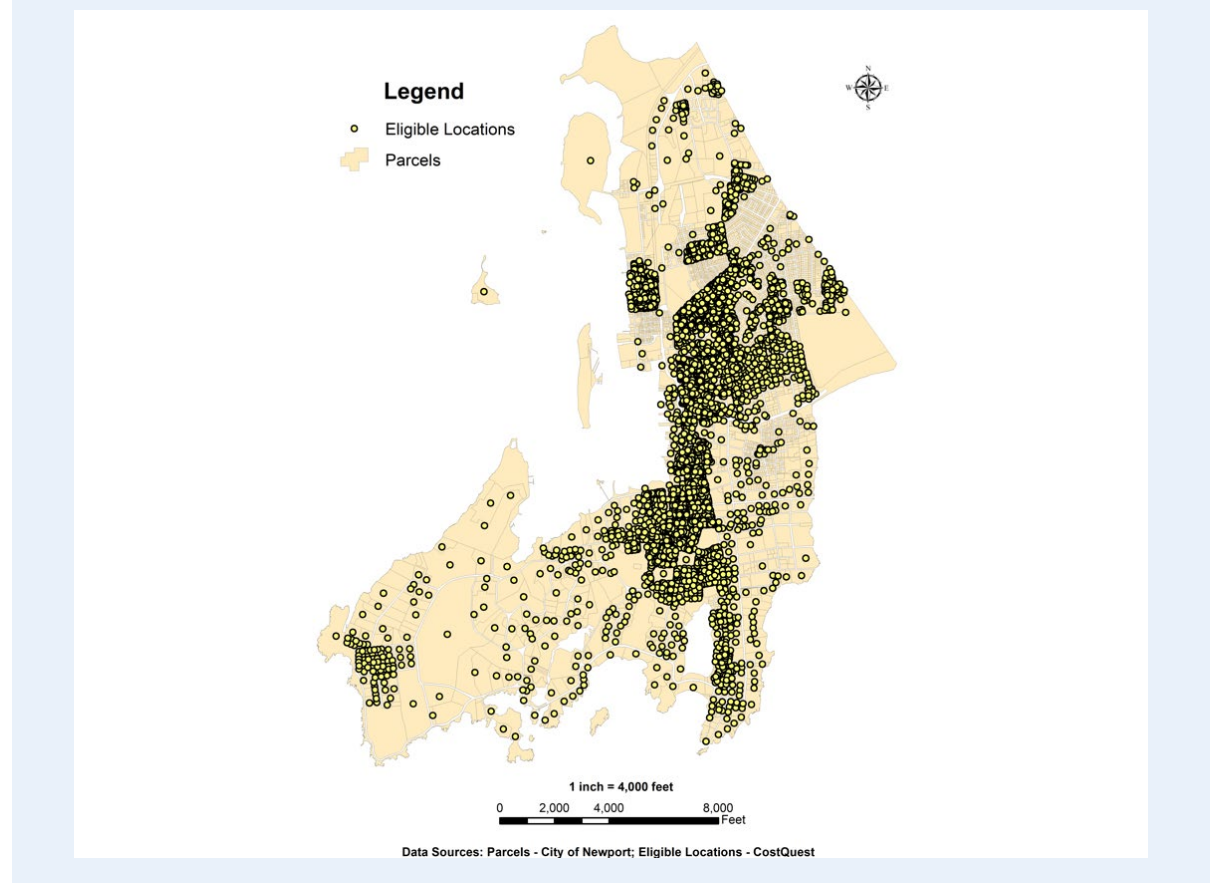 Legend
Eligible Locations
Parcels
N
W E
S
1 inch = 4,000 feet
0 2,000 4,000 8,000
Feet
Data Sources: Parcels - City of Newport; Eligible Locations - CostQuest